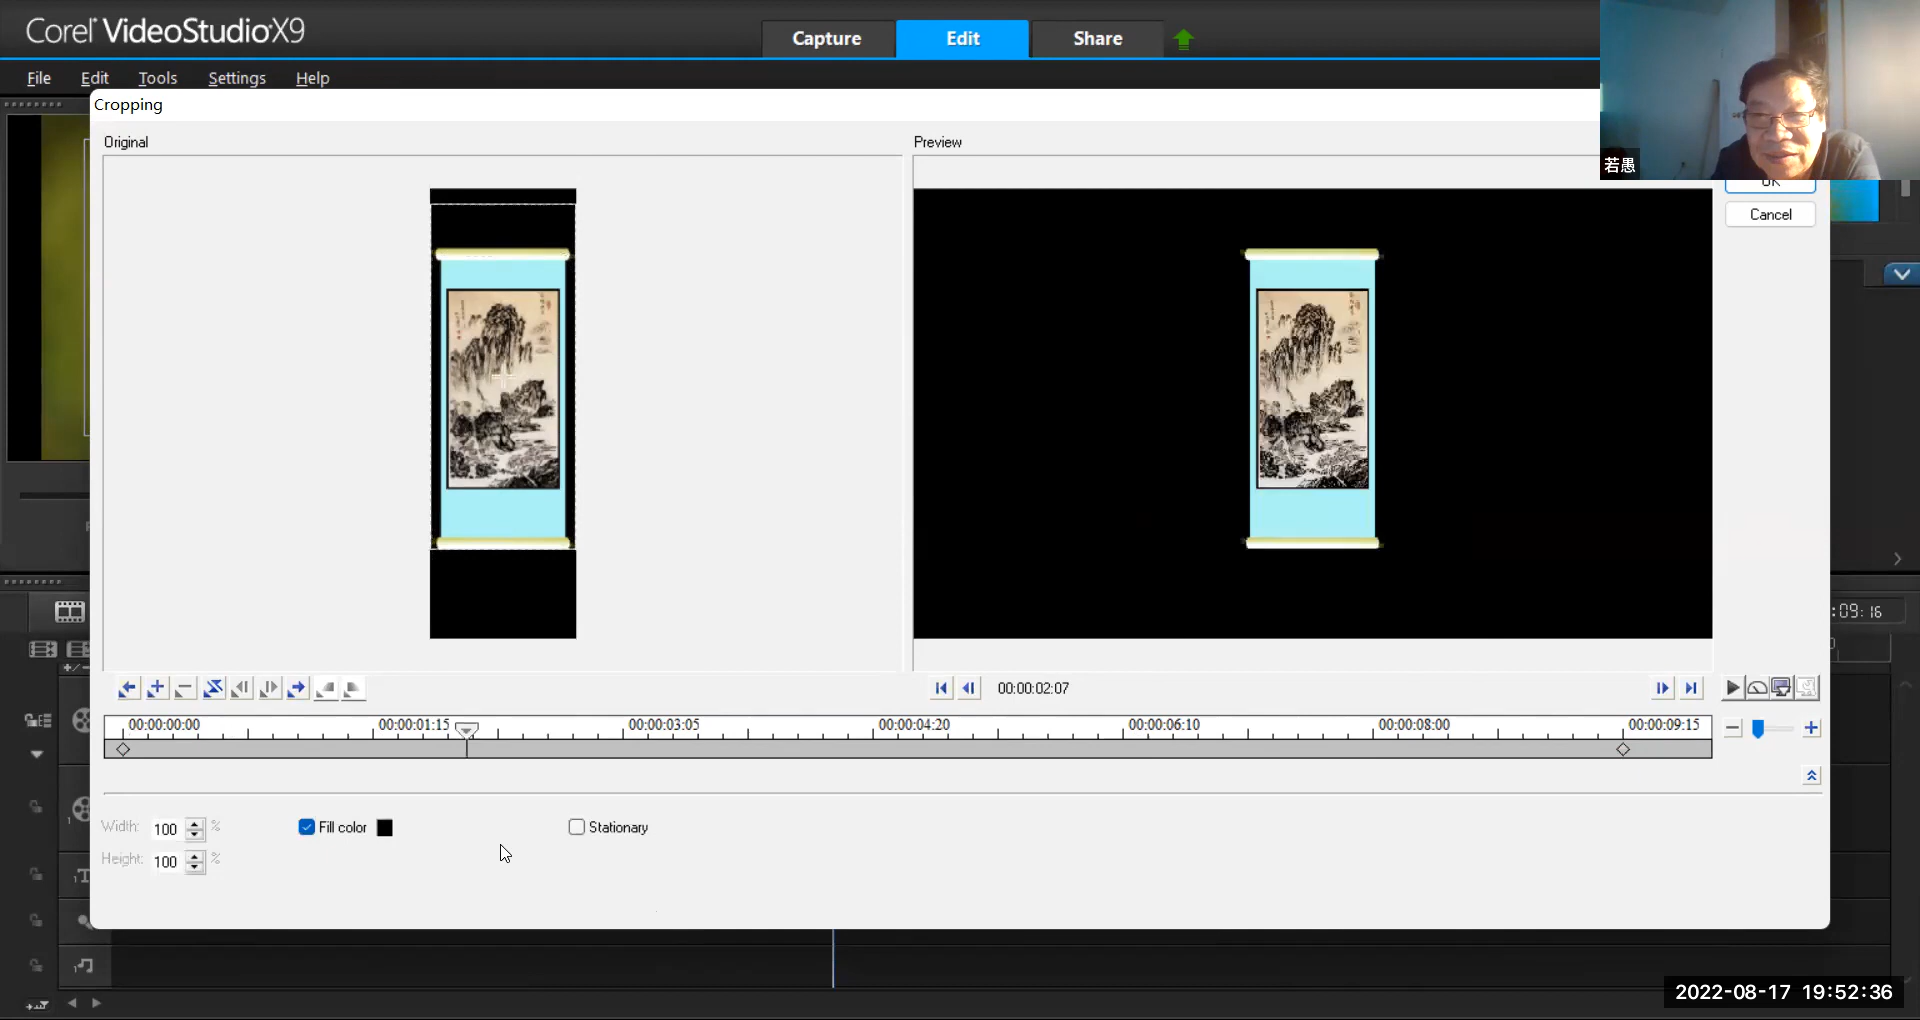 Corel VideoStudio X9
Capture
Edit
Share
File
Edit
Tools
Settings
Help
Cropping
Original
Preview
若愚
OK
Cancel
:09:16
00:00:02:07
00:00:00:00
00:00:01:15
00:00:03:05
00:00:04:20
00:00:06:10
00:00:08:00
00:00:09:15
Width: 100 %
Fill color
Stationary
Height: 100 %
2022-08-17 19:52:36